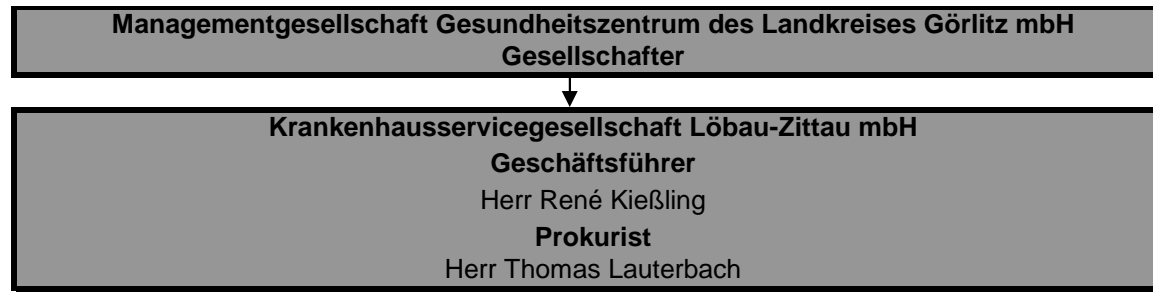 Managementgesellschaft Gesundheitszentrum des Landkreises Görlitz mbH
Gesellschafter
Krankenhausservicegesellschaft Löbau-Zittau mbH
Geschäftsführer
Herr René Kießling
Prokurist
Herr Thomas Lauterbach